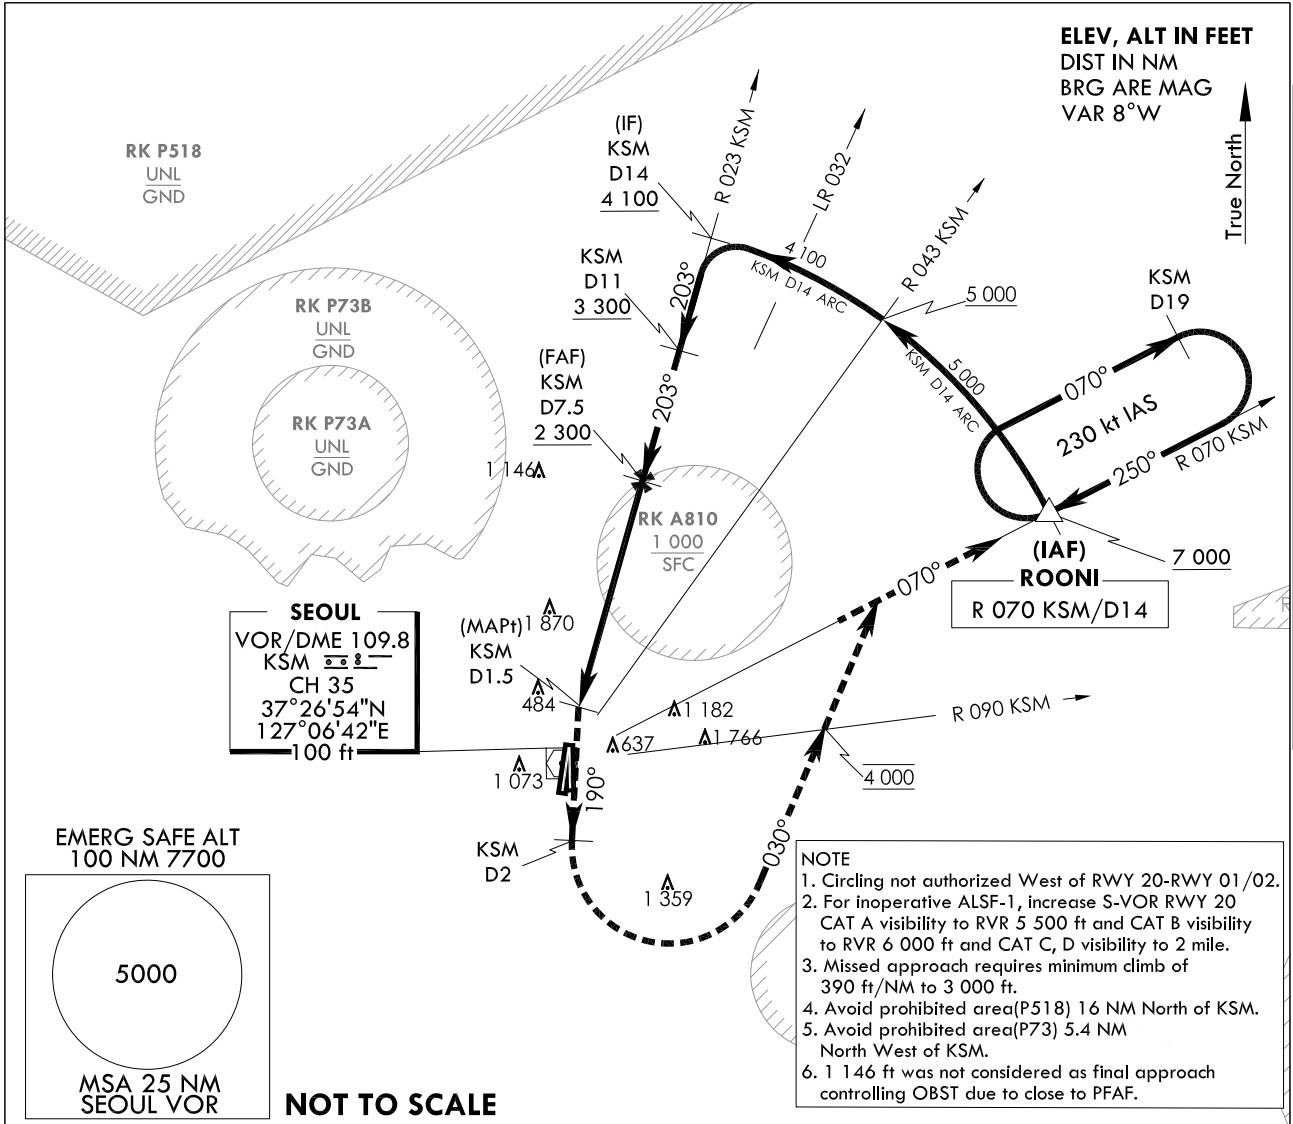 ELEV, ALT IN FEET
DIST IN NM
BRG ARE MAG
VAR 8°W
True North
RK P518
UNL
GND
(IF)
KSM
D14
4 100
R 023 KSM
LR 032
R 043 KSM
4 100
KSM D14 ARC
5 000
KSM
D19
KSM
D11
3 300
203°
RK P73B
UNL
GND
5 000
KSM D14 ARC
070°
230 kt IAS
(FAF)
KSM
D7.5
2 300
203°
RK P73A
UNL
GND
1 146
250°
R 070 KSM
RK A810
1 000
SFC
070°
(IAF)
ROONI
R 070 KSM/D14
7 000
SEOUL
VOR/DME 109.8
KSM
CH 35
37°26'54"N
127°06'42"E
100 ft
1 870
(MAPt)
KSM
D1.5
484
1 182
637
1 766
R 090 KSM
1 073
190°
4 000
KSM
D2
030°
1 359
EMERG SAFE ALT
100 NM 7700
5000
MSA 25 NM
SEOUL VOR
NOT TO SCALE
NOTE
1. Circling not authorized West of RWY 20-RWY 01/02.
2. For inoperative ALSF-1, increase S-VOR RWY 20
CAT A visibility to RVR 5 500 ft and CAT B visibility
to RVR 6 000 ft and CAT C, D visibility to 2 mile.
3. Missed approach requires minimum climb of
390 ft/NM to 3 000 ft.
4. Avoid prohibited area(P518) 16 NM North of KSM.
5. Avoid prohibited area(P73) 5.4 NM
North West of KSM.
6. 1 146 ft was not considered as final approach
controlling OBST due to close to PFAF.